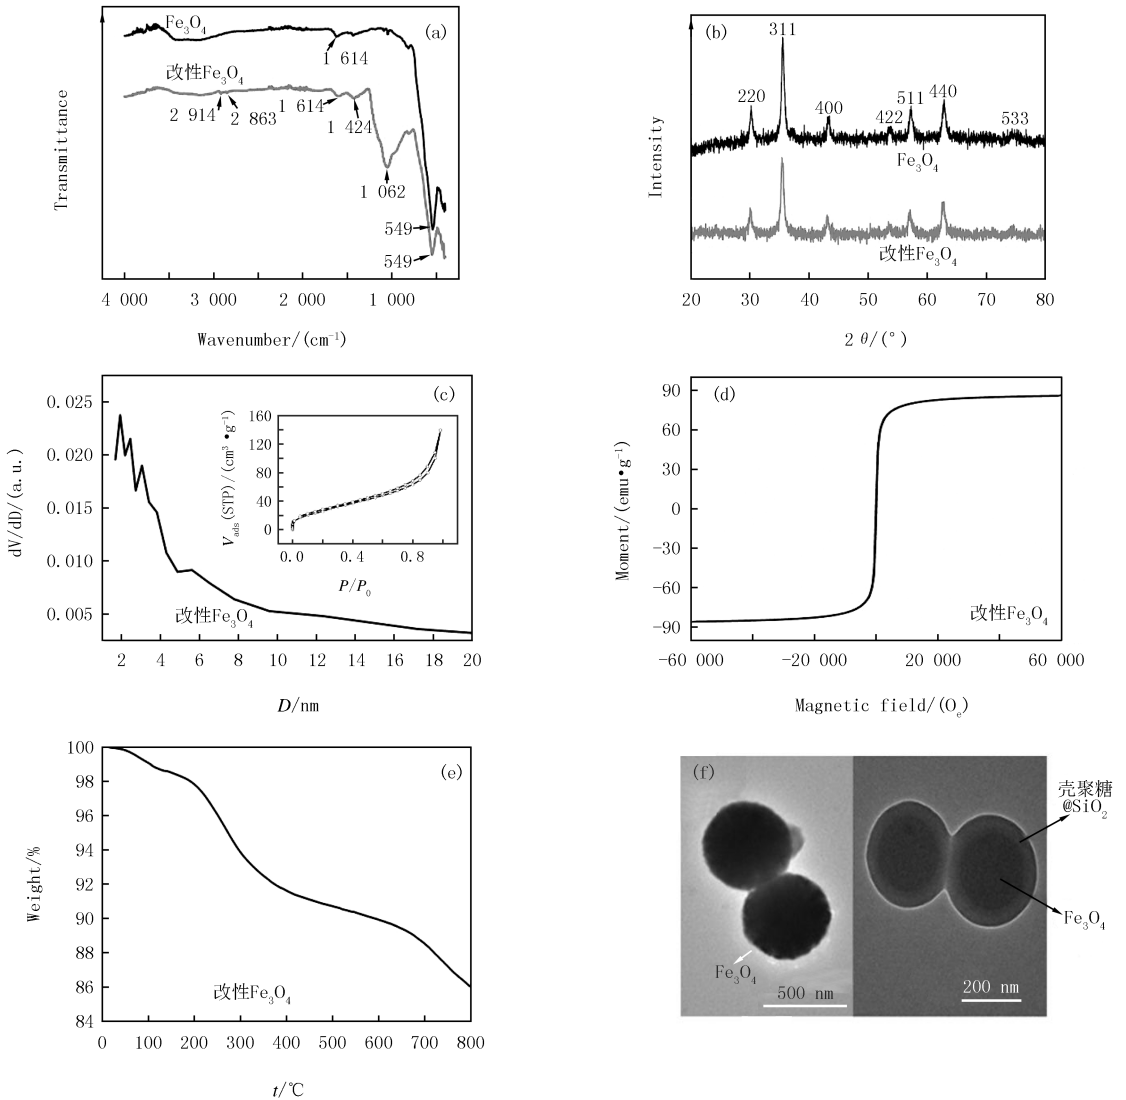 (a)
Fe3O4
1 614
改性Fe3O4
2 914
2 863
1 614
1 424
1 062
549
549
Transmittance
4 000 3 000 2 000 1 000
Wavenumber/(cm-1)
(b)
311
220
400
422
511
440
533
Fe3O4
改性Fe3O4
Intensity
20 30 40 50 60 70 80
2θ/(°)
(c)
0.025
0.020
0.015
0.010
0.005
dV/dD/(a.u.)
160
120
80
40
0
Vads(STP)/(cm3•g-1)
0.0 0.4 0.8
P/P0
改性Fe3O4
2 4 6 8 10 12 14 16 18 20
D/nm
(d)
90
60
30
0
-30
-60
-90
Moment/(emu•g-1)
改性Fe3O4
-60 000 -20 000 20 000 60 000
Magnetic field/(Oe)
(e)
100
98
96
94
92
90
88
86
84
Weight/%
改性Fe3O4
0 100 200 300 400 500 600 700 800
t/℃
(f)
壳聚糖
@SiO2
Fe3O4
Fe3O4
500 nm
200 nm